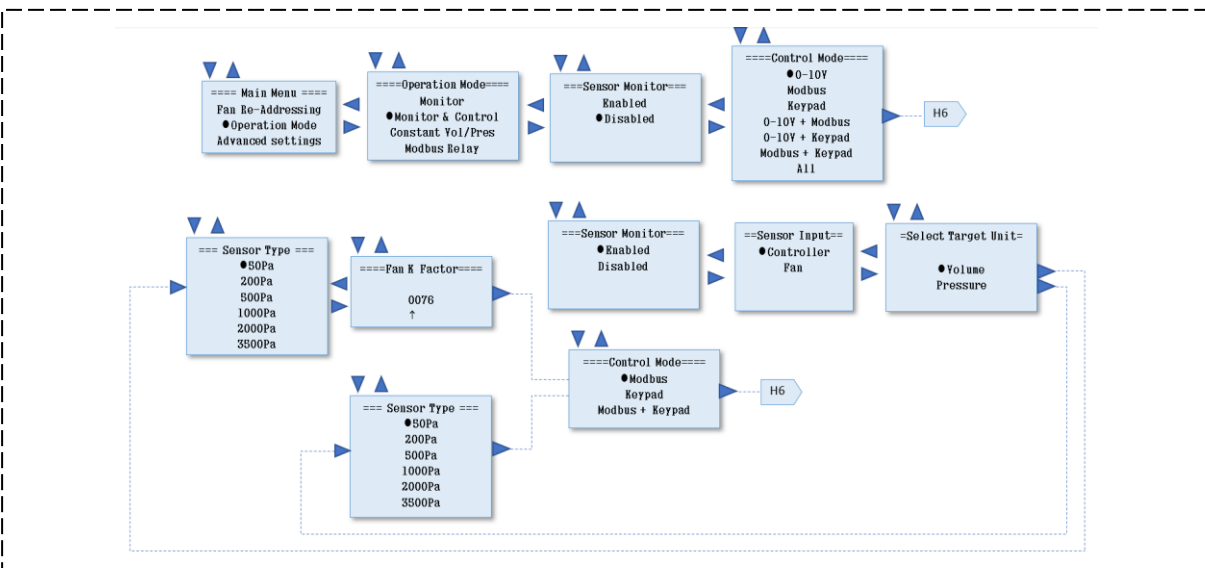 ==== Main Menu ====
Fan Re-Addressing
●Operation Mode
Advanced settings
====Operation Mode====
Monitor
●Monitor & Control
Constant Vol/Pres
Modbus Relay
===Sensor Monitor===
Enabled
●Disabled
====Control Mode====
●0-10V
Modbus
Keypad
0-10V + Modbus
0-10V + Keypad
Modbus + Keypad
All
H6
=== Sensor Type ===
●50Pa
200Pa
500Pa
1000Pa
2000Pa
3500Pa
====Fan K Factor====
0076
↑
===Sensor Monitor===
●Enabled
Disabled
==Sensor Input==
●Controller
Fan
=Select Target Unit=
●Volume
Pressure
=== Sensor Type ===
●50Pa
200Pa
500Pa
1000Pa
2000Pa
3500Pa
====Control Mode====
●Modbus
Keypad
Modbus + Keypad
H6